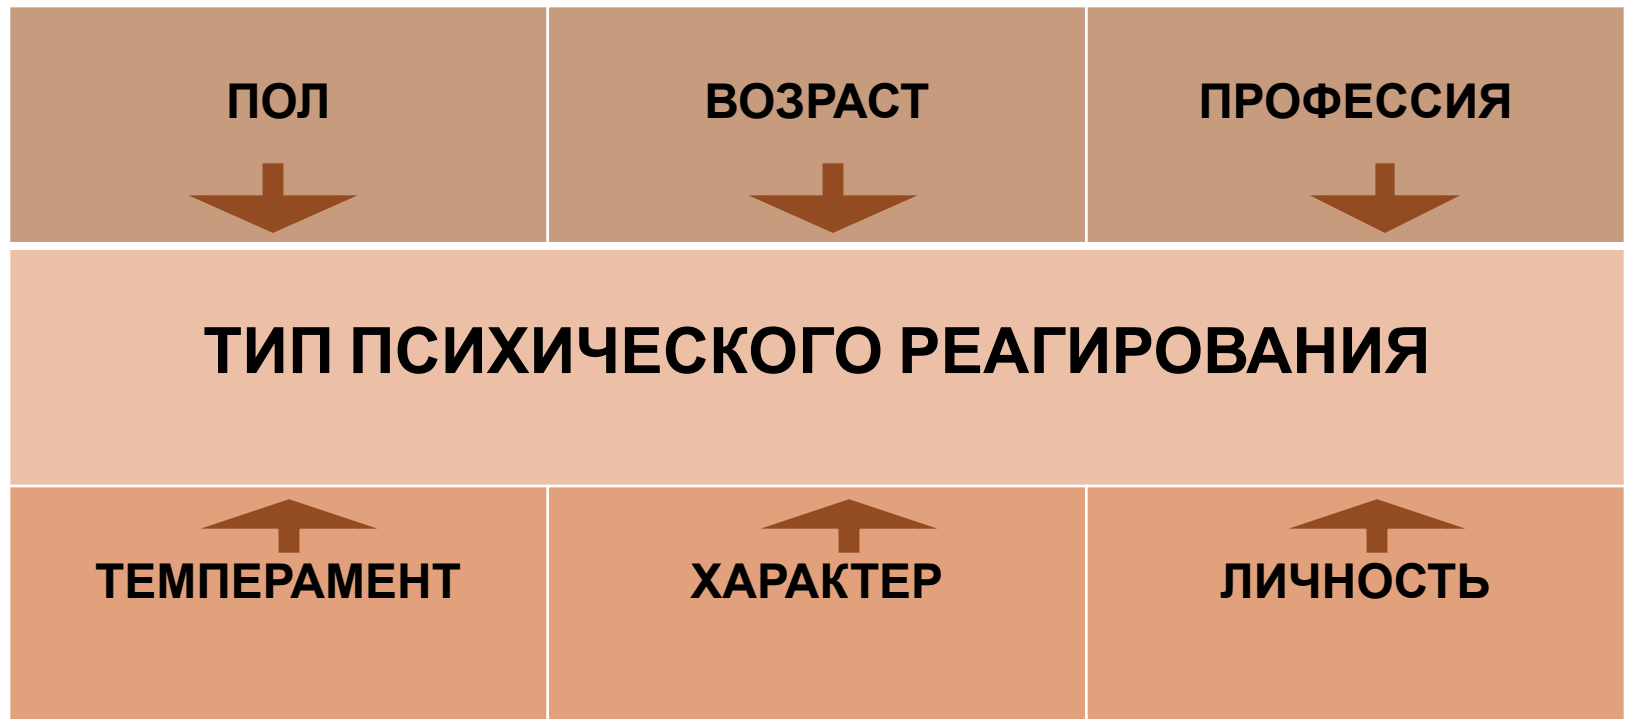 ПОЛ
ВОЗРАСТ
ПРОФЕССИЯ
ТИП ПСИХИЧЕСКОГО РЕАГИРОВАНИЯ
ТЕМПЕРАМЕНТ
ХАРАКТЕР
ЛИЧНОСТЬ